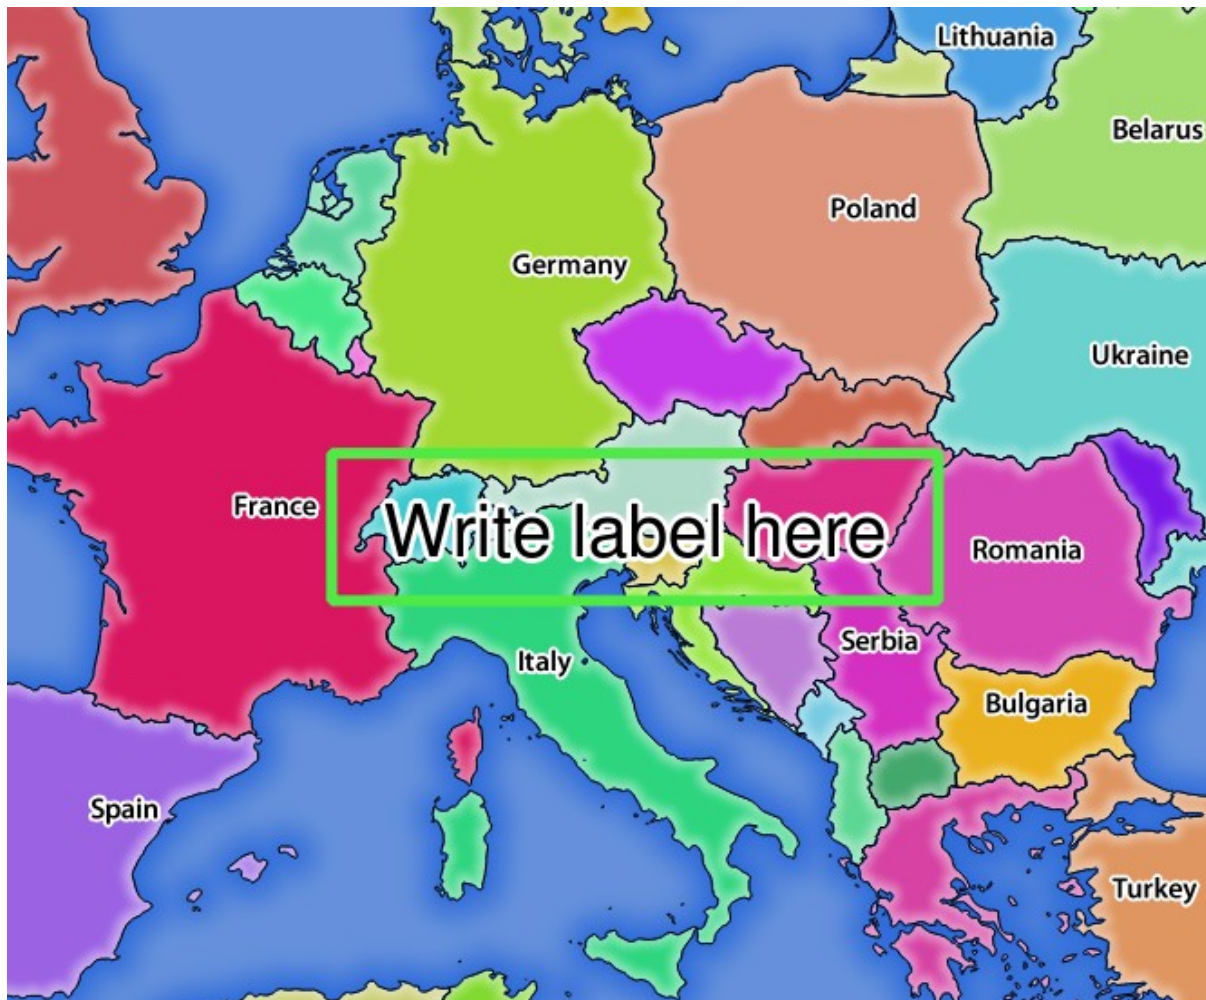 Lithuania
Belarus
Poland
Germany
Ukraine
France
Write label here
Romania
Serbia
Italy
Bulgaria
Spain
Turkey